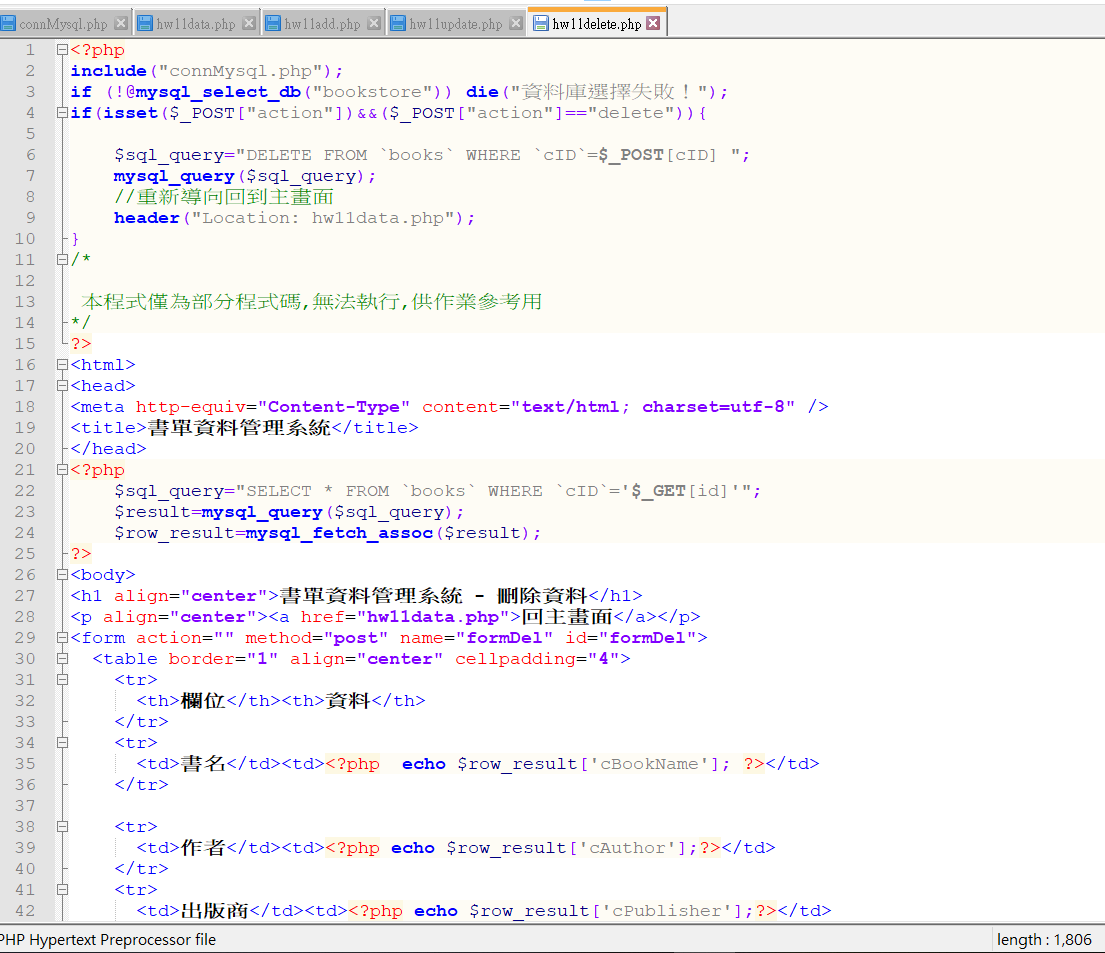 connMysql.php hw11data.php hw11add.php hw11update.php hw11delete.php
1 <?php
2 include("connMysql.php");
3 if (!@mysql_select_db("bookstore")) die("資料庫選擇失敗！");
4 if(isset($_POST["action"])&&($_POST["action"]=="delete")){
5
6 $sql_query="DELETE FROM `books` WHERE `cID`=$_POST[cID] ";
7 mysql_query($sql_query);
8 //重新導向回到主畫面
9 header("Location: hw11data.php");
10 }
11 /*
12
13 本程式僅為部分程式碼,無法執行,供作業參考用
14 */
15 ?>
16 <html>
17 <head>
18 <meta http-equiv="Content-Type" content="text/html; charset=utf-8" />
19 <title>書單資料管理系統</title>
20 </head>
21 <?php
22 $sql_query="SELECT * FROM `books` WHERE `cID`='$_GET[id]'";
23 $result=mysql_query($sql_query);
24 $row_result=mysql_fetch_assoc($result);
25 ?>
26 <body>
27 <h1 align="center">書單資料管理系統 - 刪除資料</h1>
28 <p align="center"><a href="hw11data.php">回主畫面</a></p>
29 <form action="" method="post" name="formDel" id="formDel">
30 <table border="1" align="center" cellpadding="4">
31 <tr>
32 <th>欄位</th><th>資料</th>
33 </tr>
34 <tr>
35 <td>書名</td><td><?php  echo $row_result['cBookName']; ?></td>
36 </tr>
37
38 <tr>
39 <td>作者</td><td><?php echo $row_result['cAuthor'];?></td>
40 </tr>
41 <tr>
42 <td>出版商</td><td><?php echo $row_result['cPublisher'];?></td>
PHP Hypertext Preprocessor file length : 1,806